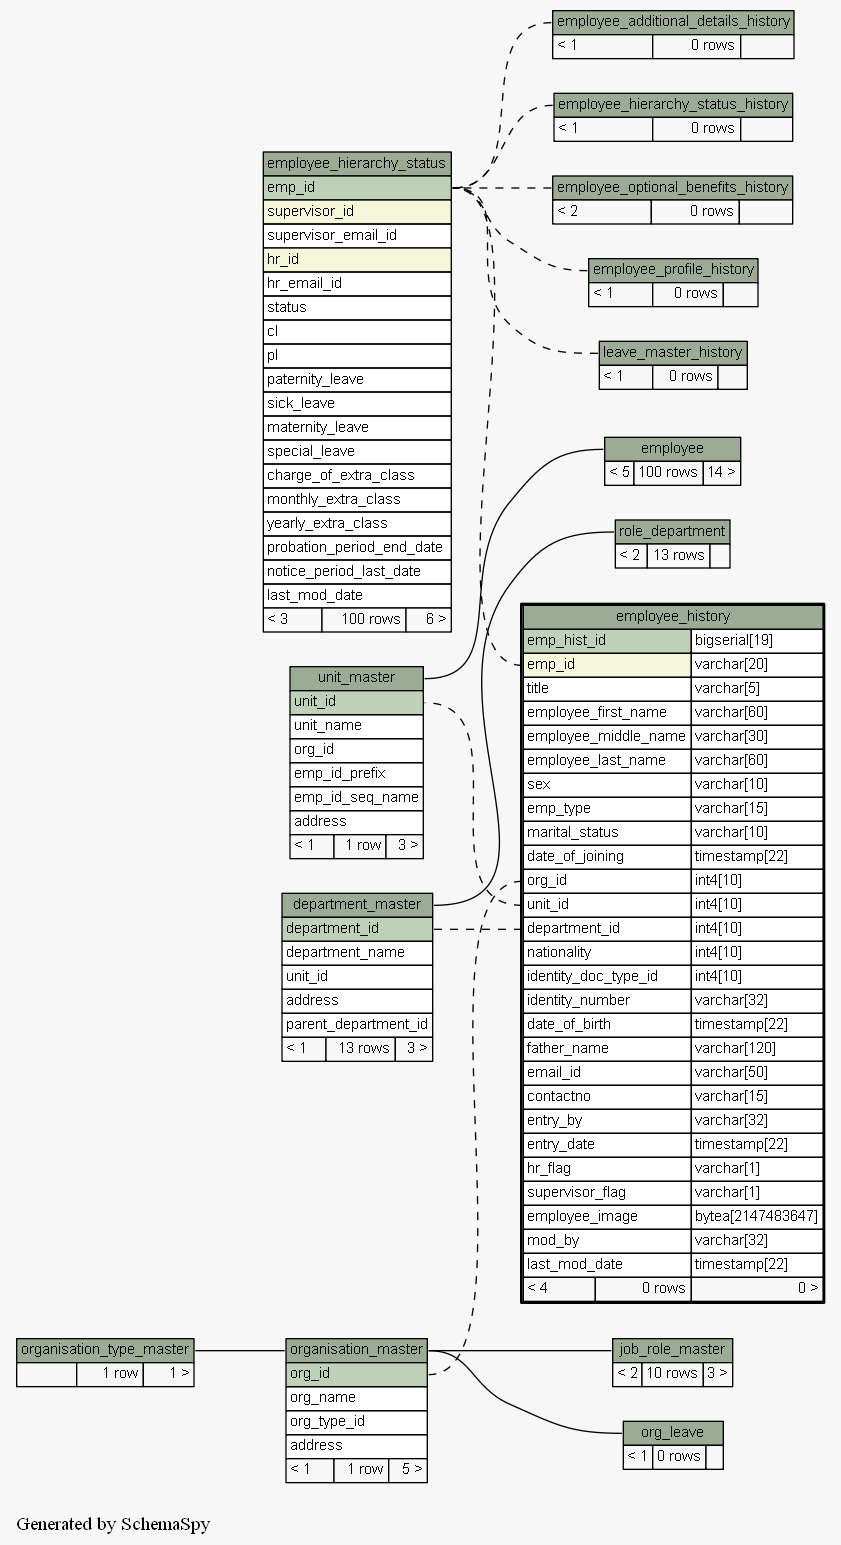 employee_additional_details_history
< 1 0 rows
employee_hierarchy_status_history
< 1 0 rows
employee_optional_benefits_history
< 2 0 rows
employee_profile_history
< 1 0 rows
leave_master_history
< 1 0 rows
employee_hierarchy_status
emp_id
supervisor_id
supervisor_email_id
hr_id
hr_email_id
status
cl
pl
paternity_leave
sick_leave
maternity_leave
special_leave
charge_of_extra_class
monthly_extra_class
yearly_extra_class
probation_period_end_date
notice_period_last_date
last_mod_date
< 3 100 rows 6 >
employee
< 5 100 rows 14 >
role_department
< 2 13 rows
unit_master
unit_id
unit_name
org_id
emp_id_prefix
emp_id_seq_name
address
< 1 1 row 3 >
department_master
department_id
department_name
unit_id
address
parent_department_id
< 1 13 rows 3 >
employee_history
emp_hist_id bigserial[19]
emp_id varchar[20]
title varchar[5]
employee_first_name varchar[60]
employee_middle_name varchar[30]
employee_last_name varchar[60]
sex varchar[10]
emp_type varchar[15]
marital_status varchar[10]
date_of_joining timestamp[22]
org_id int4[10]
unit_id int4[10]
department_id int4[10]
nationality int4[10]
identity_doc_type_id int4[10]
identity_number varchar[32]
date_of_birth timestamp[22]
father_name varchar[120]
email_id varchar[50]
contactno varchar[15]
entry_by varchar[32]
entry_date timestamp[22]
hr_flag varchar[1]
supervisor_flag varchar[1]
employee_image bytea[2147483647]
mod_by varchar[32]
last_mod_date timestamp[22]
< 4 0 rows 0 >
organisation_type_master
1 row 1 >
organisation_master
org_id
org_name
org_type_id
address
< 1 1 row 5 >
job_role_master
< 2 10 rows 3 >
org_leave
< 1 0 rows
Generated by SchemaSpy